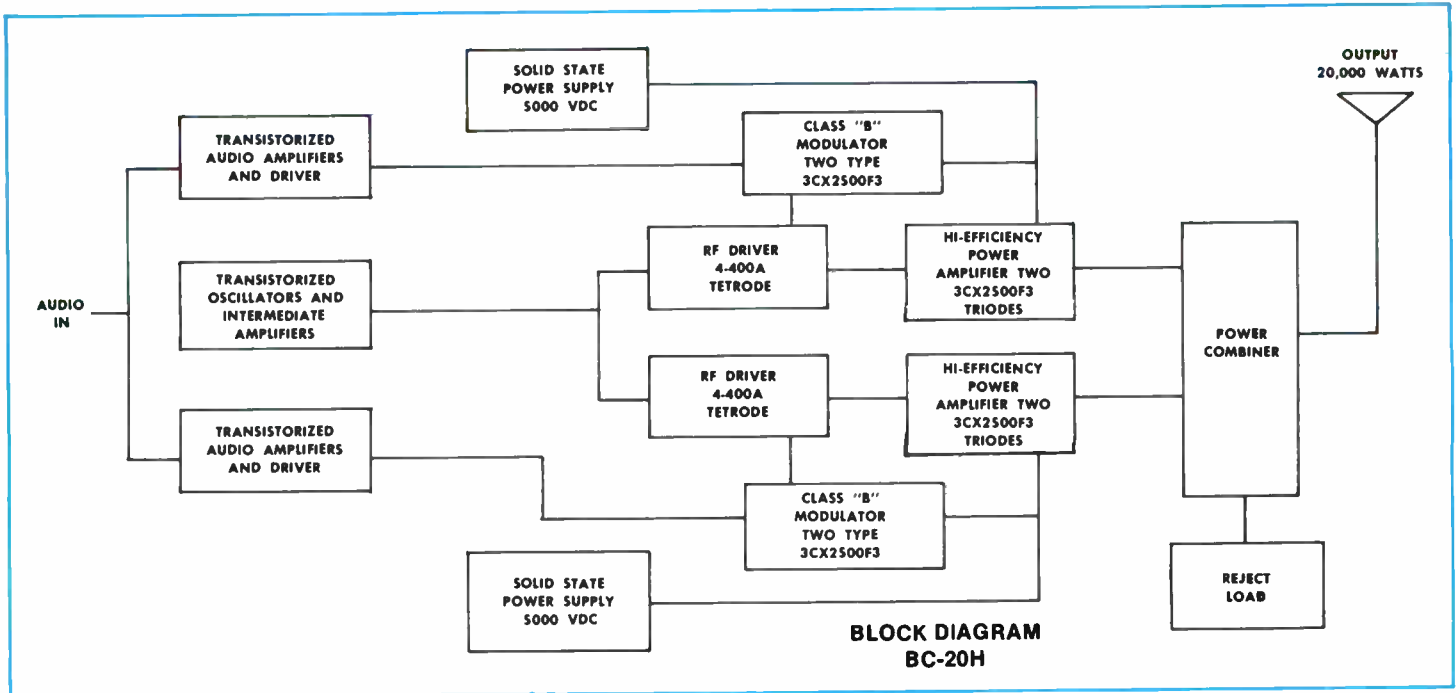 SOLID STATE
POWER SUPPLY
5000 VDC
OUTPUT
20,000 WATTS
TRANSISTORIZED
AUDIO AMPLIFIERS
AND DRIVER
CLASS "B"
MODULATOR
TWO TYPE
3CX2500F3
AUDIO
IN
TRANSISTORIZED
OSCILLATORS AND
INTERMEDIATE
AMPLIFIERS
RF DRIVER
4-400A
TETRODE
HI-EFFICIENCY
POWER
AMPLIFIER TWO
3CX2500F3
TRIODES
POWER
COMBINER
RF DRIVER
4-400A
TETRODE
HI-EFFICIENCY
POWER
AMPLIFIER TWO
3CX2500F3
TRIODES
TRANSISTORIZED
AUDIO AMPLIFIERS
AND DRIVER
CLASS "B"
MODULATOR
TWO TYPE
3CX2500F3
SOLID STATE
POWER SUPPLY
5000 VDC
REJECT
LOAD
BLOCK DIAGRAM
BC-20H